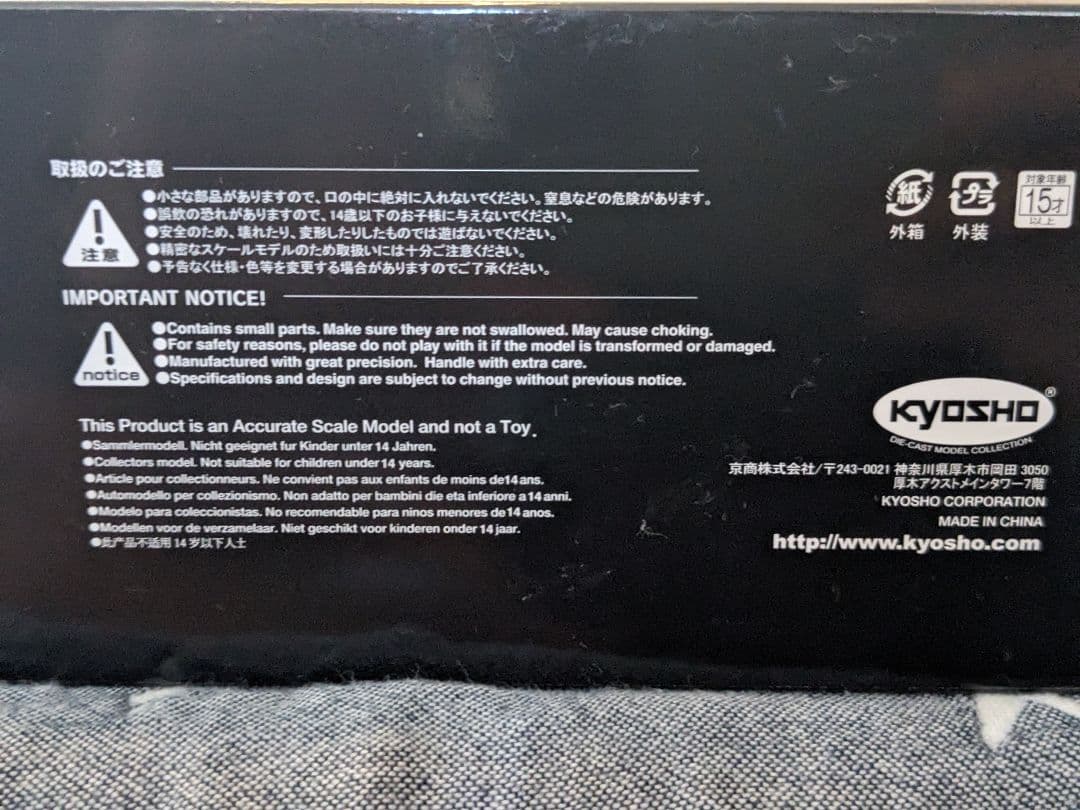 取扱のご注意
●小さな部品がありますので、口の中に絶対に入れないでください。窒息などの危険があります。
●誤飲の恐れがありますので、14歳以下のお子様に与えないでください。
●安全のため、壊れたり、変形したりしたものでは遊ばないでください。
●精密なスケールモデルのため取扱いには十分ご注意ください。
●予告なく仕様・色等を変更する場合がありますのでご了承ください。
注意
紙
外箱
プラ
外装
対象年齢
15才
以上
IMPORTANT NOTICE!
●Contains small parts. Make sure they are not swallowed. May cause choking.
●For safety reasons, please do not play with it if the model is transformed or damaged.
●Manufactured with great precision. Handle with extra care.
●Specifications and design are subject to change without previous notice.
notice
This Product is an Accurate Scale Model and not a Toy.
●Sammlermodell. Nicht geeignet fur Kinder unter 14 Jahren.
●Collectors model. Not suitable for children under 14 years.
●Article pour collectionneurs. Ne convient pas aux enfants de moins de14ans.
●Automodello per collezionismo. Non adatto per bambini die eta inferiore a 14 anni.
●Modelo para coleccionistas. No recomendable para ninos menores de14 anos.
●Modellen voor de verzamelaar. Niet geschikt voor kinderen onder 14 jaar.
●此产品不适用 14 岁以下人士
KYOSHO®
DIE-CAST MODEL COLLECTION
京商株式会社/〒243-0021 神奈川県厚木市岡田 3050
厚木アクストメインタワー7階
KYOSHO CORPORATION
MADE IN CHINA
http://www.kyosho.com